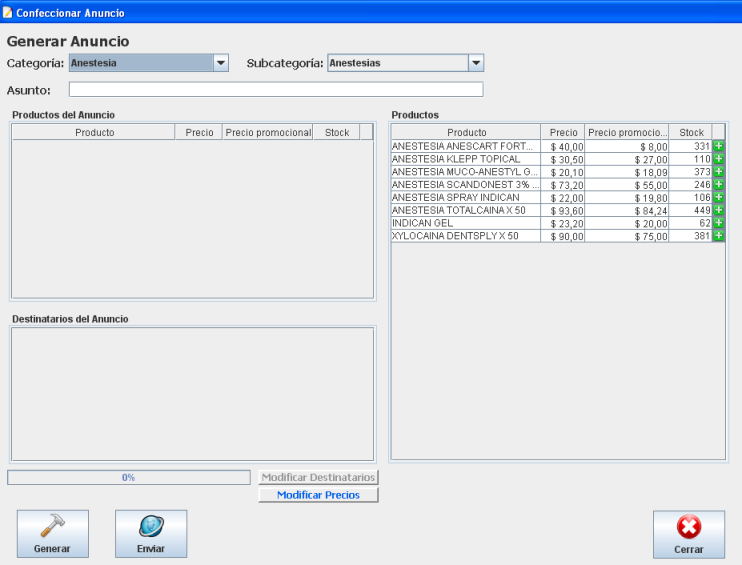 Confeccionar Anuncio
Generar Anuncio
Categoría: Anestesia Subcategoría: Anestesias
Asunto:
Productos del Anuncio
Producto Precio Precio promocional Stock
Productos
Producto Precio Precio promocio... Stock
ANESTESIA ANESCART FORT... $ 40,00 $ 8,00 331
ANESTESIA KLEPP TOPICAL $ 30,50 $ 27,00 110
ANESTESIA MUCO-ANESTYL G... $ 20,10 $ 18,09 373
ANESTESIA SCANDONEST 3% ... $ 73,20 $ 55,00 246
ANESTESIA SPRAY INDICAN $ 22,00 $ 19,80 106
ANESTESIA TOTALCAINA X 50 $ 93,60 $ 84,24 449
INDICAN GEL $ 23,20 $ 20,00 62
XYLOCAINA DENTSPLY X 50 $ 90,00 $ 75,00 381
Destinatarios del Anuncio
0%
Modificar Destinatarios
Modificar Precios
Generar
Enviar
Cerrar